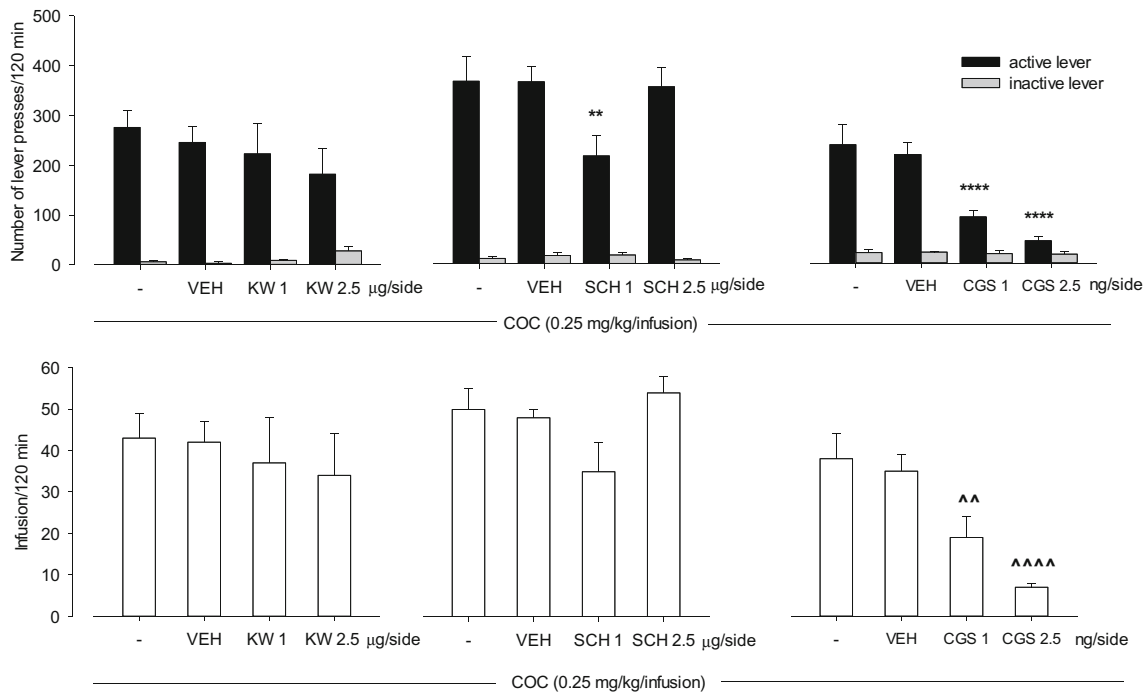 500
400
300
200
100
0
Number of lever presses/120 min
active lever
inactive lever
**
****
****
- VEH KW 1 KW 2.5 μg/side
- VEH SCH 1 SCH 2.5 μg/side
- VEH CGS 1 CGS 2.5 ng/side
COC (0.25 mg/kg/infusion)
60
50
40
30
20
10
0
Infusion/120 min
^^
^^^^
- VEH KW 1 KW 2.5 μg/side
- VEH SCH 1 SCH 2.5 μg/side
- VEH CGS 1 CGS 2.5 ng/side
COC (0.25 mg/kg/infusion)